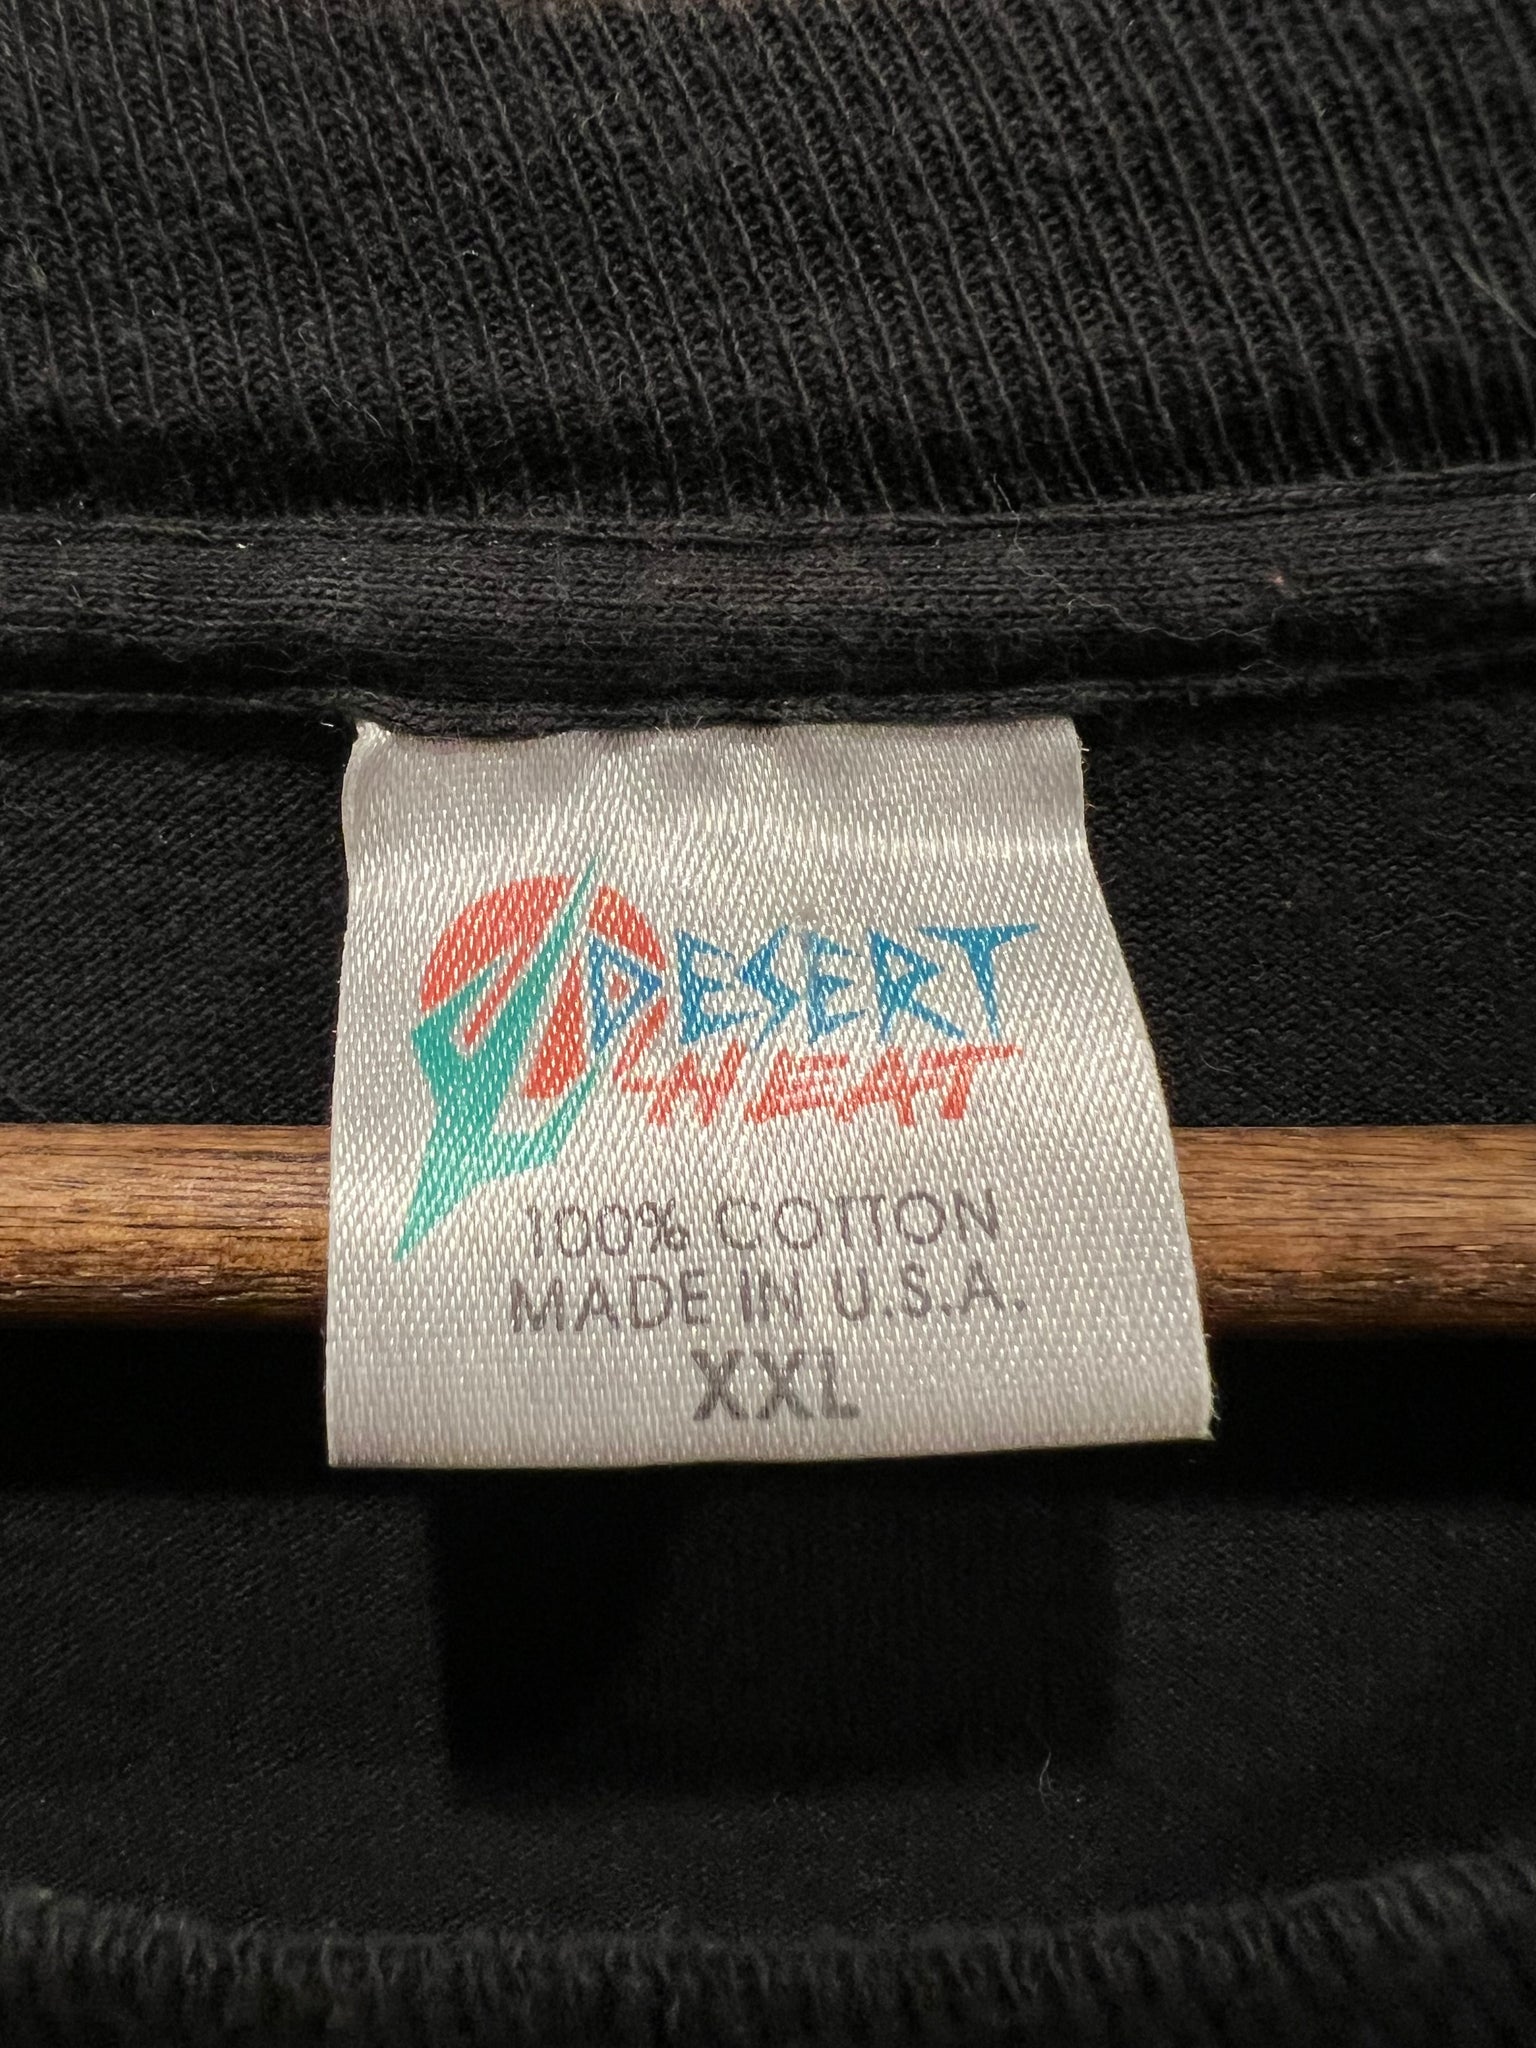 DESERT
HEAT
100% COTTON
MADE IN U.S.A.
XXL